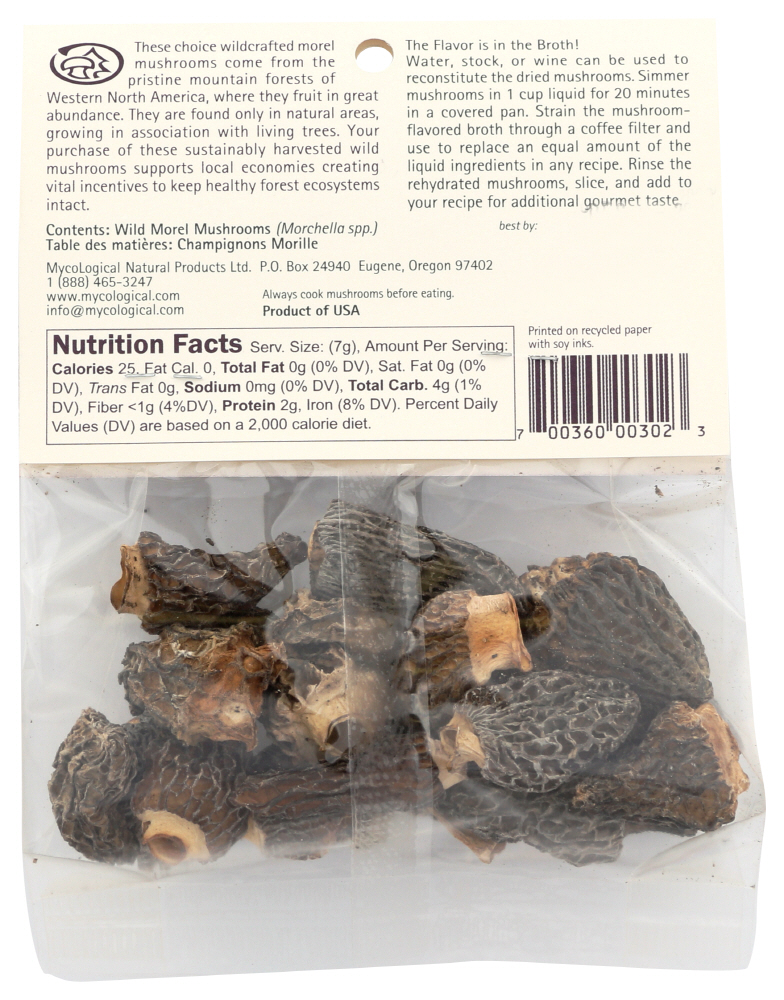 These choice wildcrafted morel
mushrooms come from the
pristine mountain forests of
Western North America, where they fruit in great
abundance. They are found only in natural areas,
growing in association with living trees. Your
purchase of these sustainably harvested wild
mushrooms supports local economies creating
vital incentives to keep healthy forest ecosystems
intact.
The Flavor is in the Broth!
Water, stock, or wine can be used to
reconstitute the dried mushrooms. Simmer
mushrooms in 1 cup liquid for 20 minutes
in a covered pan. Strain the mushroom-
flavored broth through a coffee filter and
use to replace an equal amount of the
liquid ingredients in any recipe. Rinse the
rehydrated mushrooms, slice, and add to
your recipe for additional gourmet taste.
best by:
Contents: Wild Morel Mushrooms (Morchella spp.)
Table des matières: Champignons Morille
MycoLogical Natural Products Ltd. P.O. Box 24940 Eugene, Oregon 97402
1 (888) 465-3247
www.mycological.com
info@mycological.com
Always cook mushrooms before eating.
Product of USA
Nutrition Facts Serv. Size: (7g), Amount Per Serving:
Calories 25, Fat Cal. 0, Total Fat 0g (0% DV), Sat. Fat 0g (0%
DV), Trans Fat 0g, Sodium 0mg (0% DV), Total Carb. 4g (1%
DV), Fiber <1g (4%DV), Protein 2g, Iron (8% DV). Percent Daily
Values (DV) are based on a 2,000 calorie diet.
Printed on recycled paper
with soy inks.
7 00360 00302 3